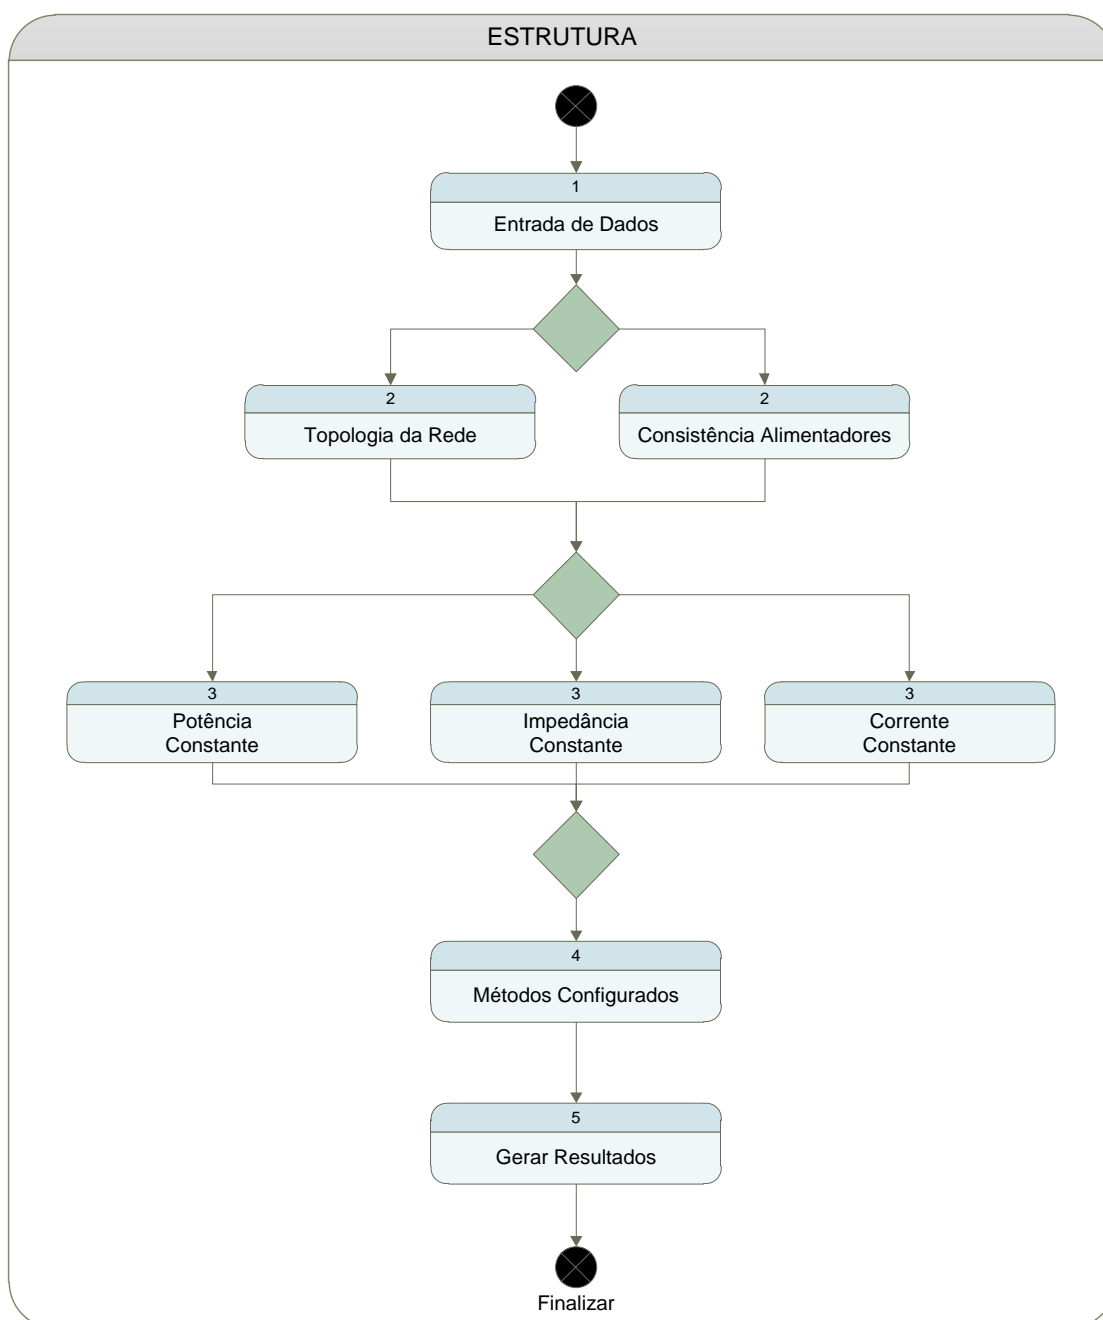 ESTRUTURA
1
Entrada de Dados
2
Topologia da Rede
2
Consistência Alimentadores
3
Potência
Constante
3
Impedância
Constante
3
Corrente
Constante
4
Métodos Configurados
5
Gerar Resultados
Finalizar